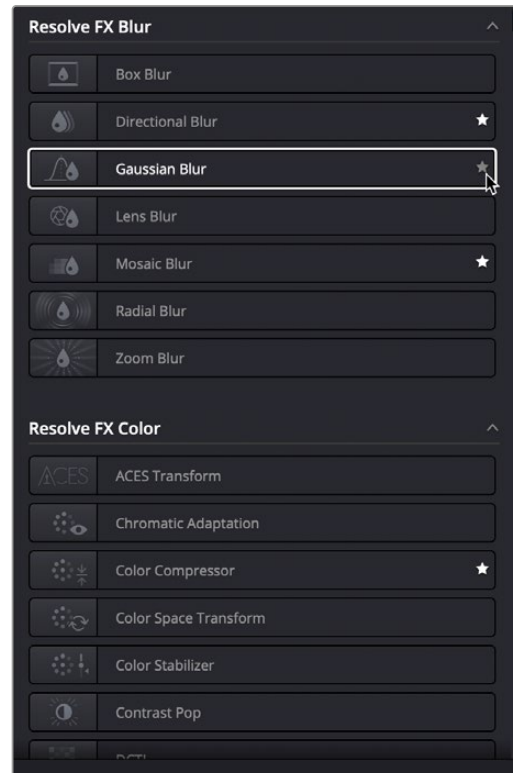 Resolve FX Blur
Box Blur
Directional Blur
Gaussian Blur
Lens Blur
Mosaic Blur
Radial Blur
Zoom Blur
Resolve FX Color
ACES
ACES Transform
Chromatic Adaptation
Color Compressor
Color Space Transform
Color Stabilizer
Contrast Pop
DCTL